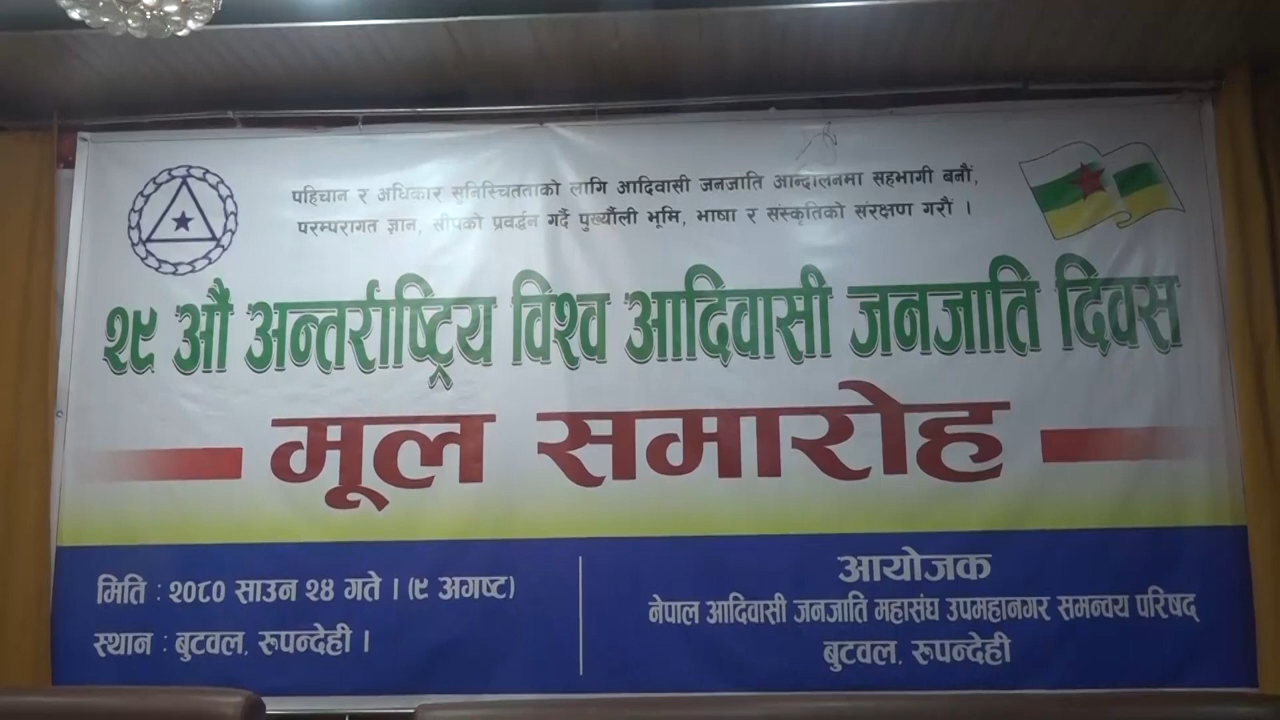 पहिचान र अधिकार सुनिस्चितताको लागि आदिवासी जनजाति आन्दोलनमा सहभागी बनौं,
परम्परागत ज्ञान, सीपको प्रवर्द्धन गर्दै पुर्ख्यौली भूमि, भाषा र संस्कृतिको संरक्षण गरौ ।
२९ औं अन्तर्राष्ट्रिय विश्व आदिवासी जनजाति दिवस
मूल समारोह
मिति : २०८० साउन २४ गते । (९ अगष्ट)
स्थान : बुटवल, रुपन्देही ।
आयोजक
नेपाल आदिवासी जनजाति महासंघ उपमहानगर समन्वय परिषद्
बुटवल, रुपन्देही